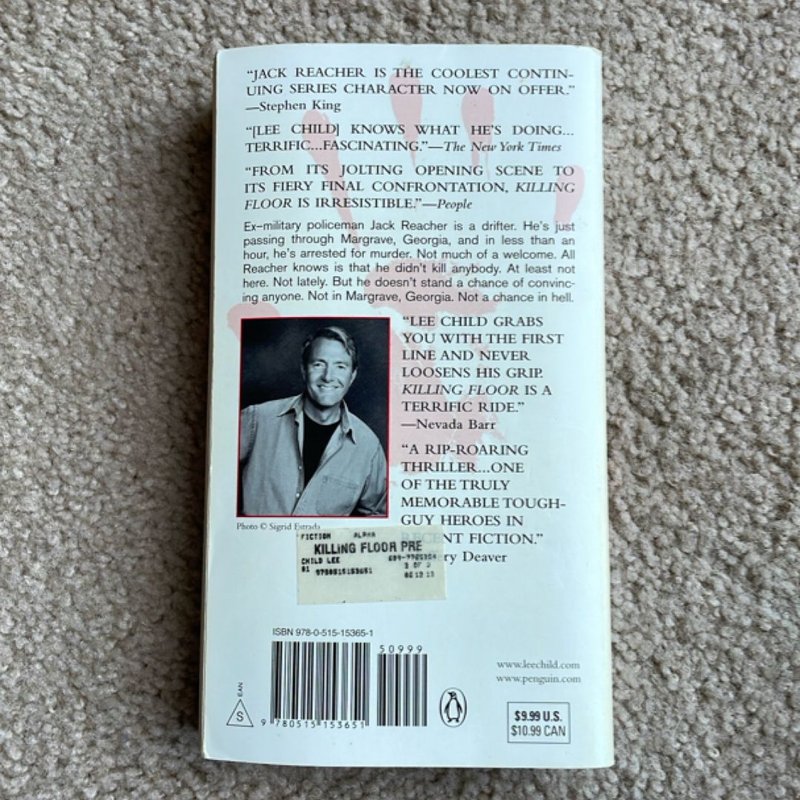 “JACK REACHER IS THE COOLEST CONTIN-
UING SERIES CHARACTER NOW ON OFFER.”
—Stephen King
“[LEE CHILD] KNOWS WHAT HE’S DOING...
TERRIFIC...FASCINATING.”—The New York Times
“FROM ITS JOLTING OPENING SCENE TO
ITS FIERY FINAL CONFRONTATION, KILLING
FLOOR IS IRRESISTIBLE.”—People
Ex–military policeman Jack Reacher is a drifter. He’s just
passing through Margrave, Georgia, and in less than an
hour, he’s arrested for murder. Not much of a welcome. All
Reacher knows is that he didn’t kill anybody. At least not
here. Not lately. But he doesn’t stand a chance of convinc-
ing anyone. Not in Margrave, Georgia. Not a chance in hell.
“LEE CHILD GRABS
YOU WITH THE FIRST
LINE AND NEVER
LOOSENS HIS GRIP.
KILLING FLOOR IS A
TERRIFIC RIDE.”
—Nevada Barr
“A RIP-ROARING
THRILLER...ONE
OF THE TRULY
MEMORABLE TOUGH-
GUY HEROES IN
RECENT FICTION.”
ry Deaver
Photo © Sigrid Estrada
FICTION ALPHA
KILLING FLOOR PRE
CHILD LEE
01 9780515153651
ISBN 978-0-515-15365-1
50999
EAN
S
9 780515 153651
www.leechild.com
www.penguin.com
$9.99 U.S.
$10.99 CAN